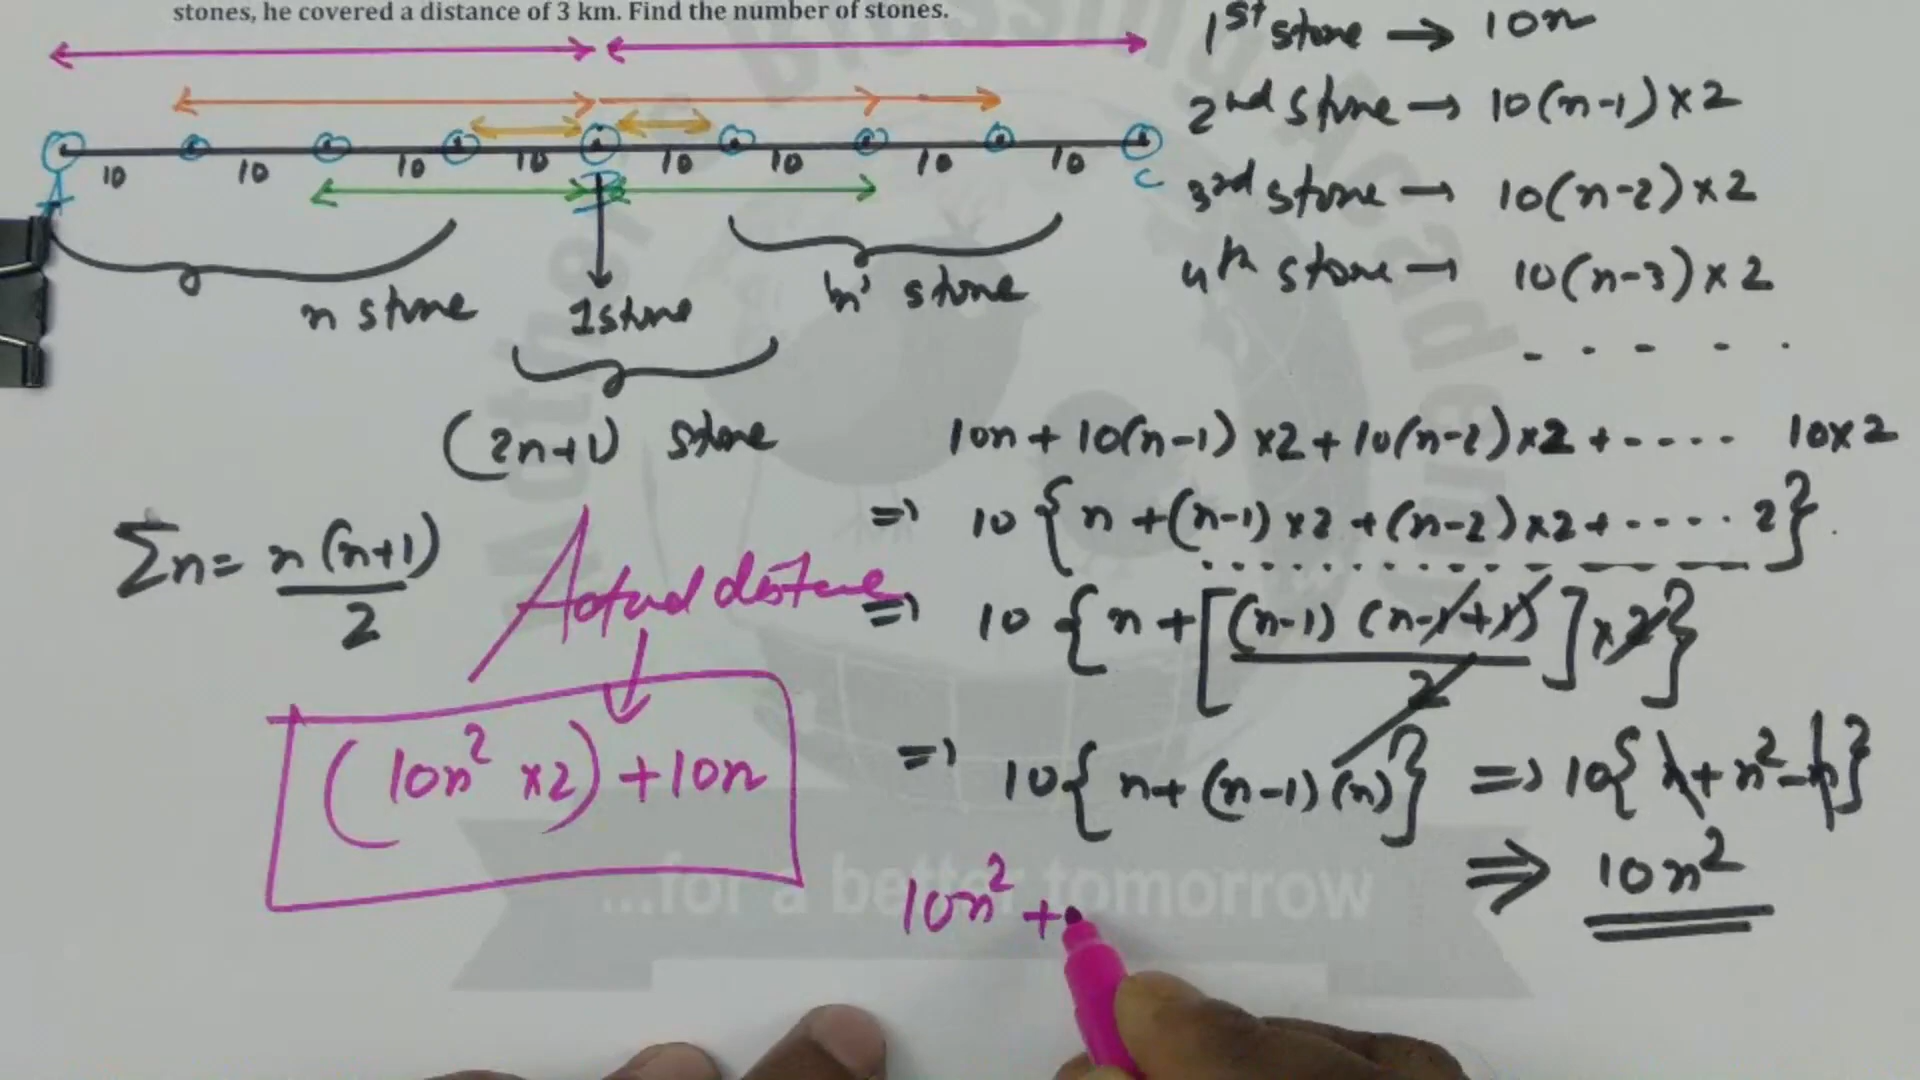 stones, he covered a distance of 3 km. Find the number of stones.
10 10 10 10 10 10 10 10
A B C
n stone 1 stone 'n' stone
(2n+1) stone
1st stone → 10n
2nd stone → 10(n-1)×2
3rd stone → 10(n-2)×2
4th stone → 10(n-3)×2
. . . . .
10n + 10(n-1)×2 + 10(n-2)×2 + ---- 10×2
⇒ 10{n + (n-1)×2 + (n-2)×2 + ---- 2}
⇒ 10{n + [(n-1)(n-1+1)/2]×2}
⇒ 10{n + (n-1)(n)} ⇒ 10{n + n² - n}
⇒ 10n²
Σn = n(n+1)/2
Actual distance
(10n² ×2) + 10n
10n² +
Mother
...for a better tomorrow